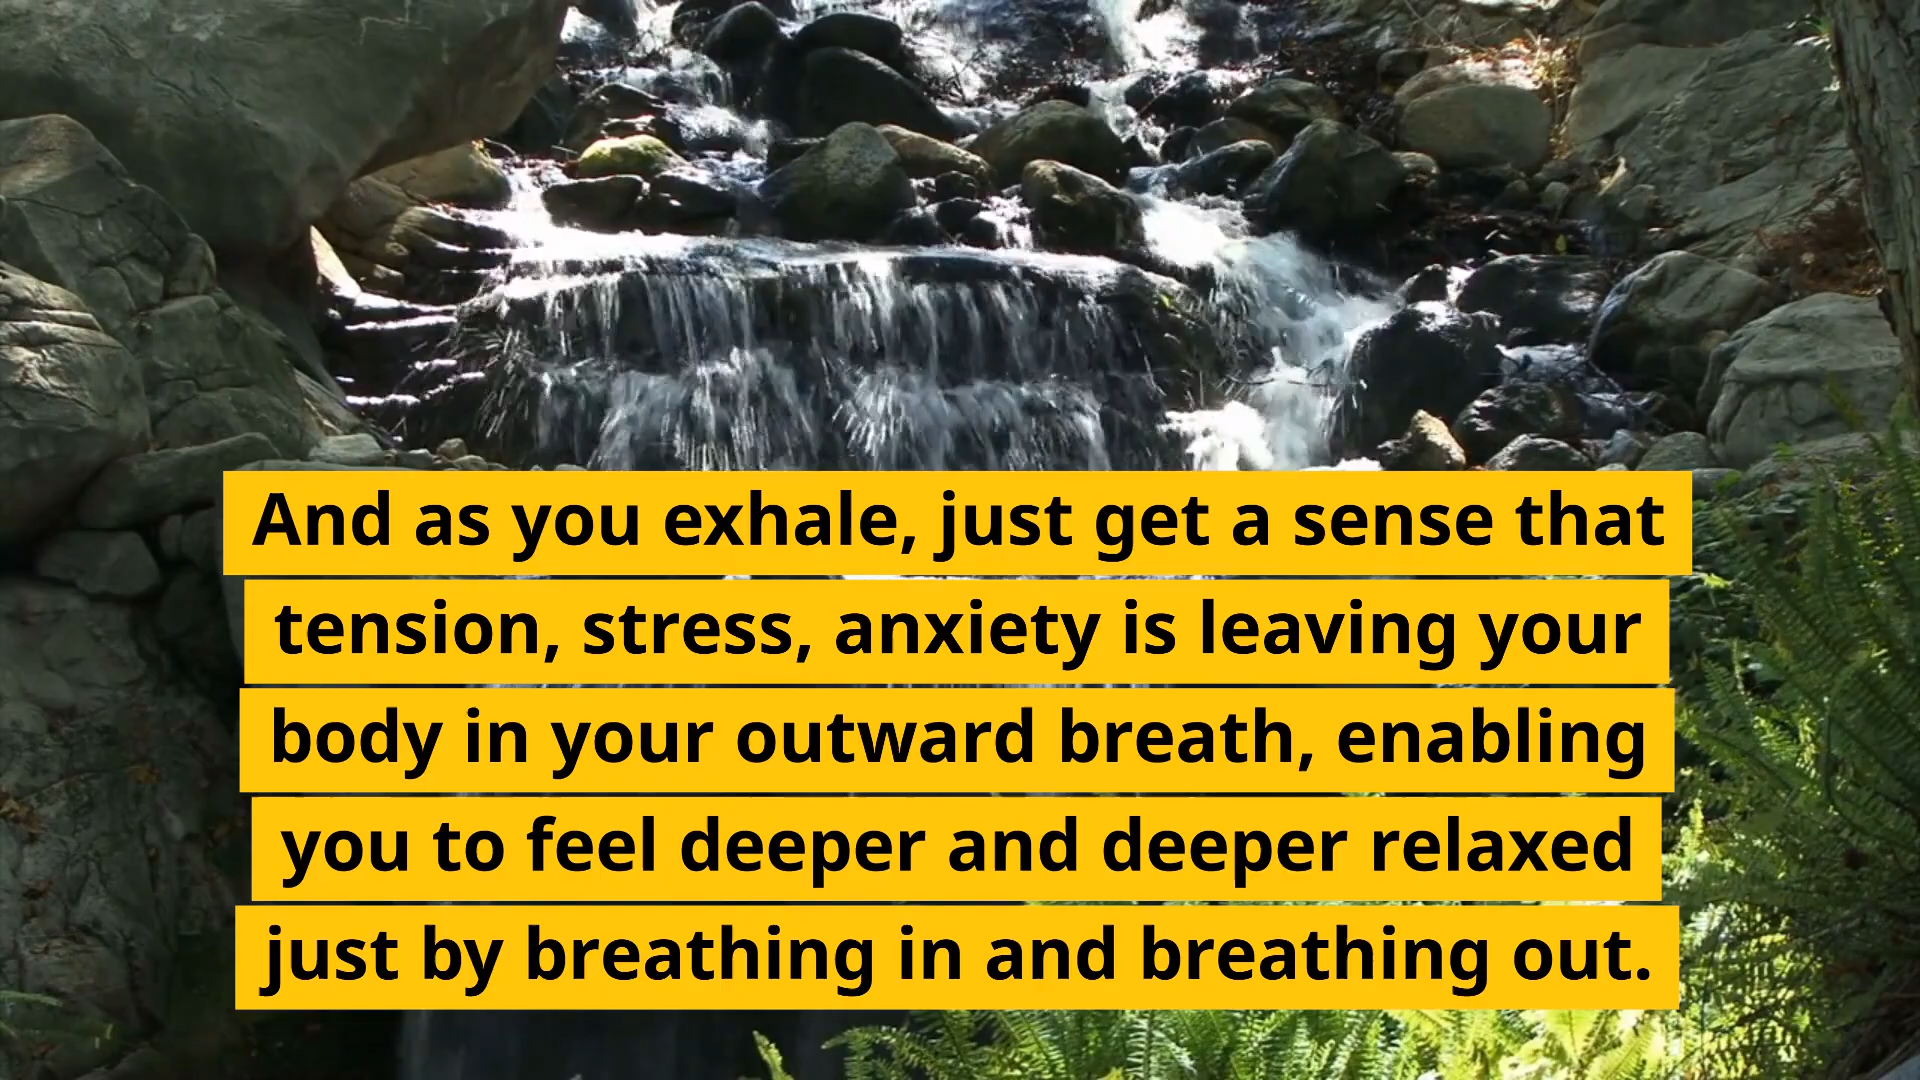 And as you exhale, just get a sense that
tension, stress, anxiety is leaving your
body in your outward breath, enabling
you to feel deeper and deeper relaxed
just by breathing in and breathing out.